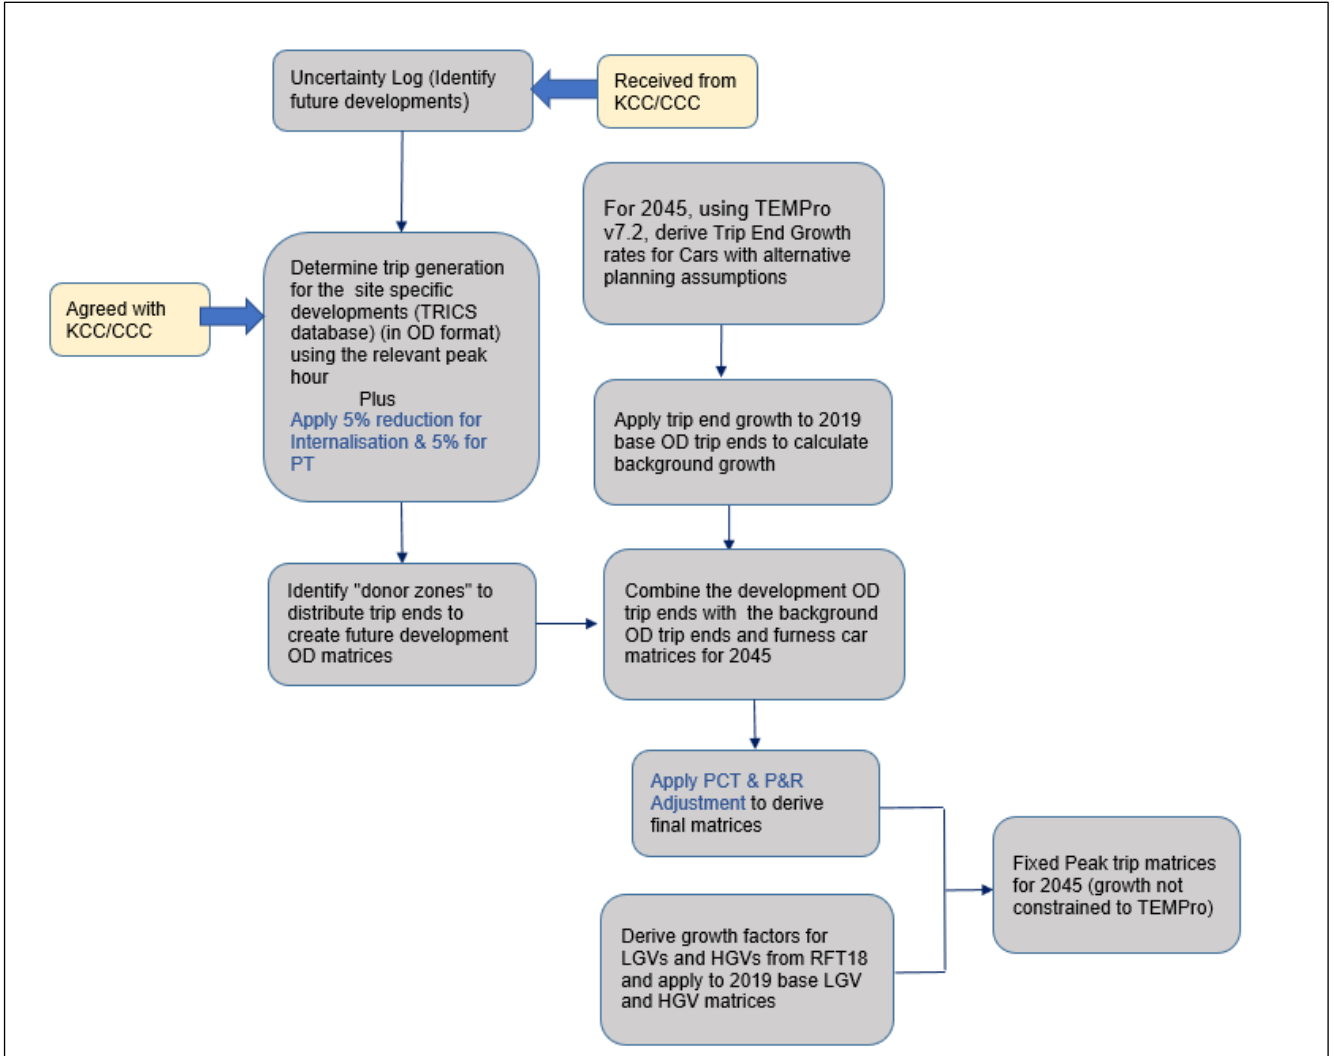 Uncertainty Log (Identify
future developments)
Received from
KCC/CCC
For 2045, using TEMPro
v7.2, derive Trip End Growth
rates for Cars with alternative
planning assumptions
Determine trip generation
for the site specific
developments (TRICS
database) (in OD format)
using the relevant peak
hour
Plus
Apply 5% reduction for
Internalisation & 5% for
PT
Agreed with
KCC/CCC
Apply trip end growth to 2019
base OD trip ends to calculate
background growth
Identify "donor zones" to
distribute trip ends to
create future development
OD matrices
Combine the development OD
trip ends with the background
OD trip ends and furness car
matrices for 2045
Apply PCT & P&R
Adjustment to derive
final matrices
Fixed Peak trip matrices
for 2045 (growth not
constrained to TEMPro)
Derive growth factors for
LGVs and HGVs from RFT18
and apply to 2019 base LGV
and HGV matrices